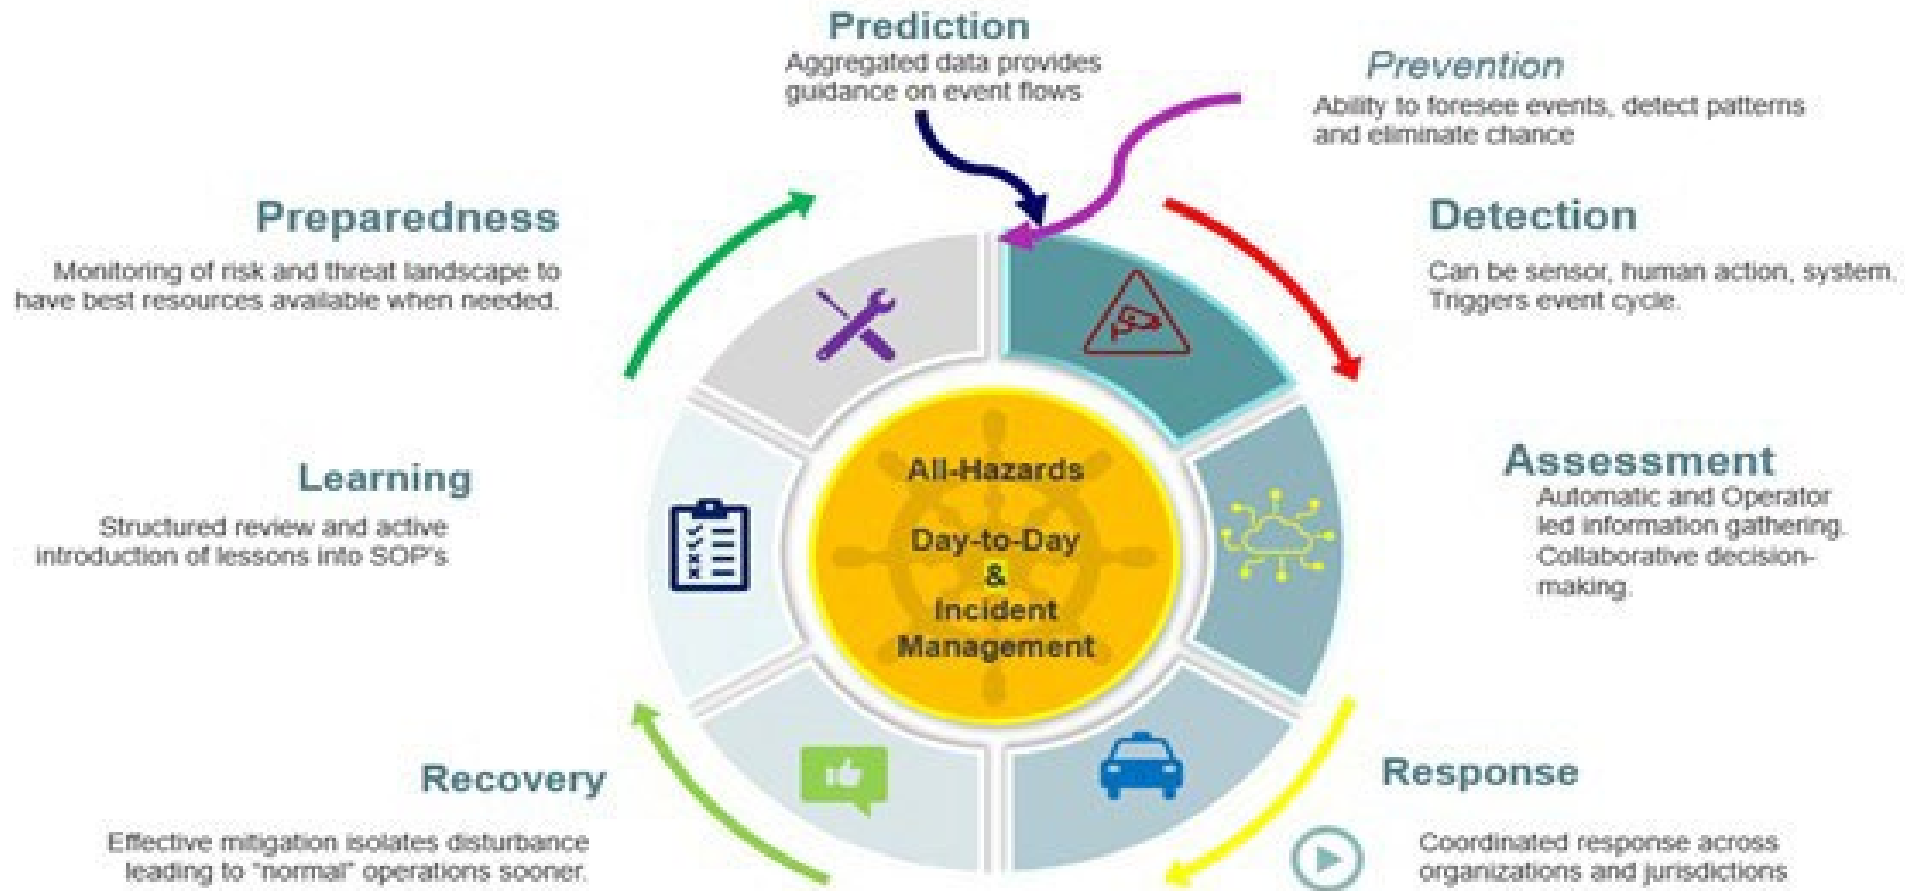 Prediction
Aggregated data provides
guidance on event flows
Prevention
Ability to foresee events, detect patterns
and eliminate chance
Preparedness
Monitoring of risk and threat landscape to
have best resources available when needed.
Detection
Can be sensor, human action, system.
Triggers event cycle.
Learning
Structured review and active
introduction of lessons into SOP's
All-Hazards
Day-to-Day
&
Incident
Management
Assessment
Automatic and Operator
led information gathering.
Collaborative decision-
making.
Recovery
Effective mitigation isolates disturbance
leading to "normal" operations sooner.
Response
Coordinated response across
organizations and jurisdictions